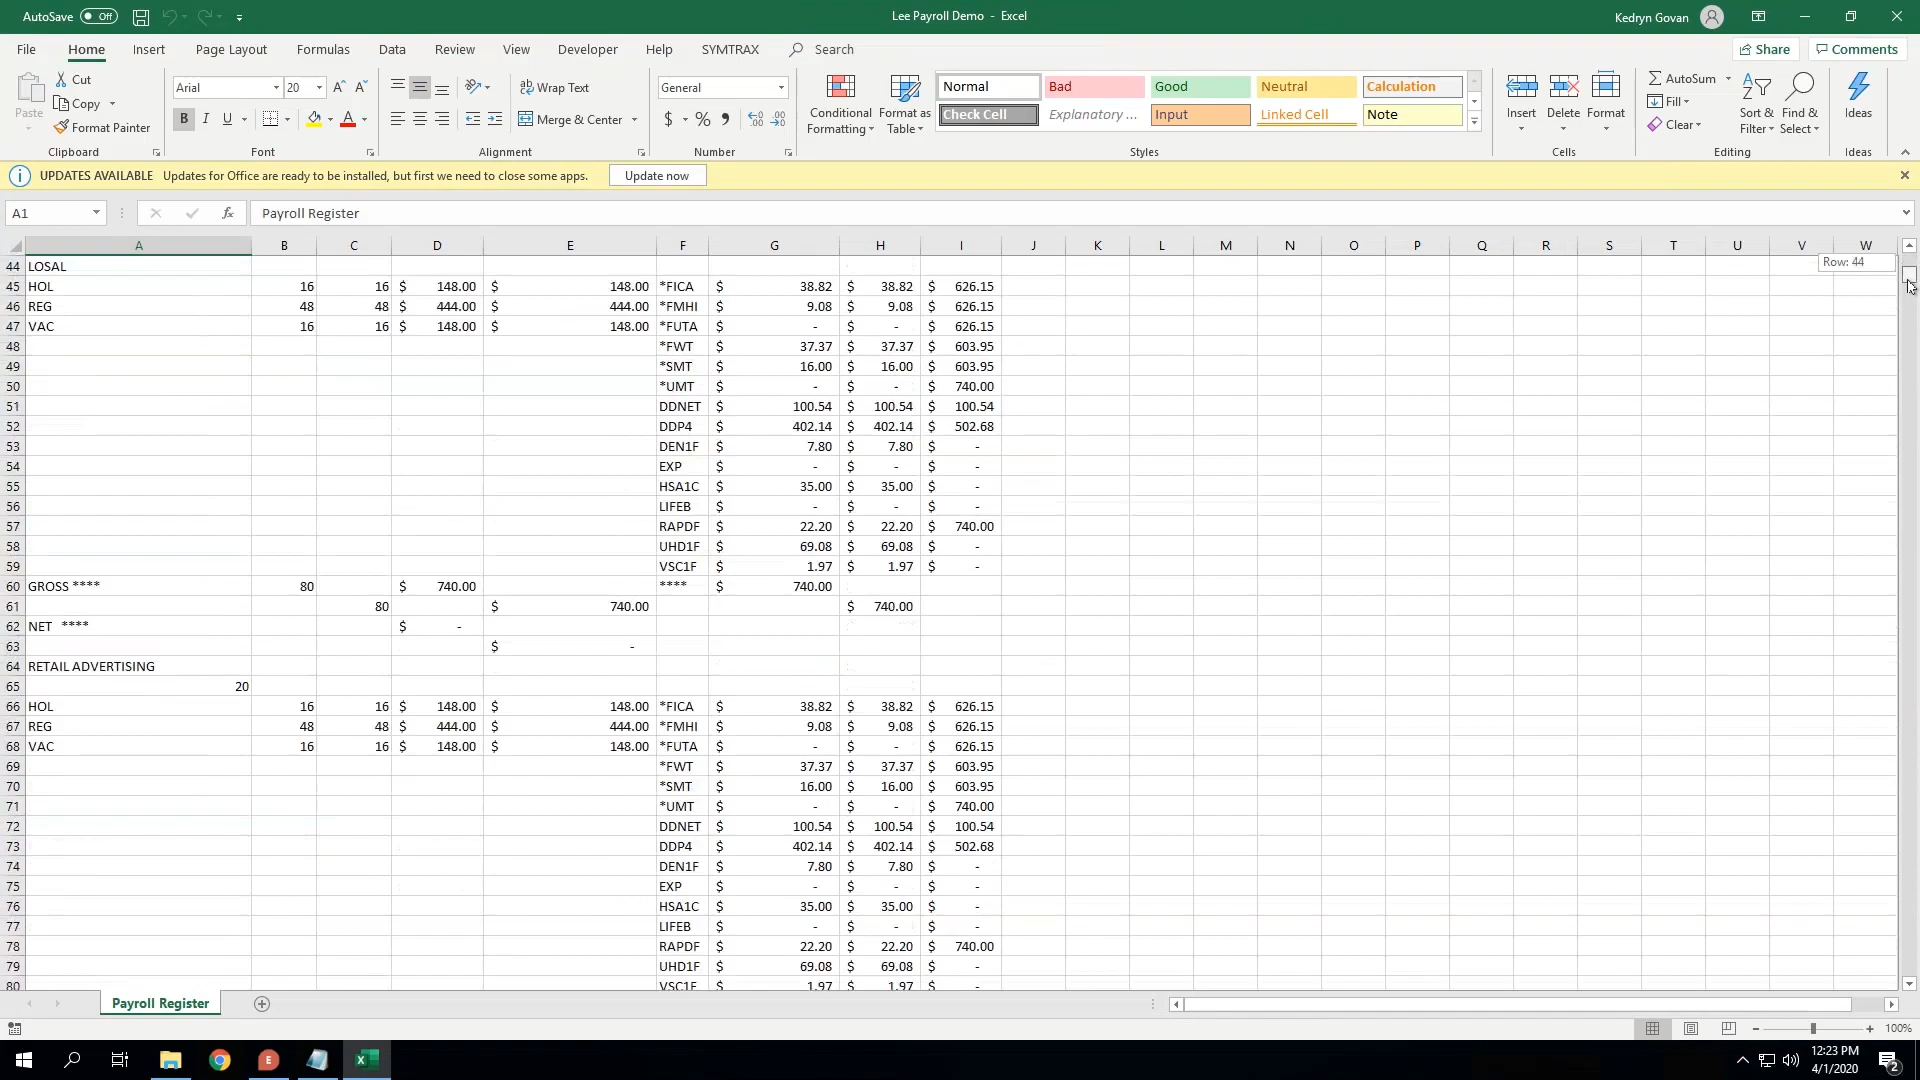 AutoSave Off Lee Payroll Demo - Excel Kedryn Govan
File Home Insert Page Layout Formulas Data Review View Developer Help SYMTRAX Search Share Comments
Paste Cut Copy Format Painter Clipboard
Arial 20 B I U A Font
Wrap Text Merge & Center Alignment
General $ % Number
Conditional Formatting Format as Table
Normal Bad Good Neutral Calculation
Check Cell Explanatory ... Input Linked Cell Note
Styles
Insert Delete Format Cells
AutoSum Fill Clear Sort & Filter Find & Select Editing
Ideas Ideas
UPDATES AVAILABLE Updates for Office are ready to be installed, but first we need to close some apps. Update now
A1 fx Payroll Register
A B C D E F G H I J K L M N O P Q R S T U V W
44 LOSAL Row: 44
45 HOL 16 16 $ 148.00 $ 148.00 *FICA $ 38.82 $ 38.82 $ 626.15
46 REG 48 48 $ 444.00 $ 444.00 *FMHI $ 9.08 $ 9.08 $ 626.15
47 VAC 16 16 $ 148.00 $ 148.00 *FUTA $ - $ - $ 626.15
48 *FWT $ 37.37 $ 37.37 $ 603.95
49 *SMT $ 16.00 $ 16.00 $ 603.95
50 *UMT $ - $ - $ 740.00
51 DDNET $ 100.54 $ 100.54 $ 100.54
52 DDP4 $ 402.14 $ 402.14 $ 502.68
53 DEN1F $ 7.80 $ 7.80 $ -
54 EXP $ - $ - $ -
55 HSA1C $ 35.00 $ 35.00 $ -
56 LIFEB $ - $ - $ -
57 RAPDF $ 22.20 $ 22.20 $ 740.00
58 UHD1F $ 69.08 $ 69.08 $ -
59 VSC1F $ 1.97 $ 1.97 $ -
60 GROSS **** 80 $ 740.00 **** $ 740.00
61 80 $ 740.00 $ 740.00
62 NET **** $ -
63 $ -
64 RETAIL ADVERTISING
65 20
66 HOL 16 16 $ 148.00 $ 148.00 *FICA $ 38.82 $ 38.82 $ 626.15
67 REG 48 48 $ 444.00 $ 444.00 *FMHI $ 9.08 $ 9.08 $ 626.15
68 VAC 16 16 $ 148.00 $ 148.00 *FUTA $ - $ - $ 626.15
69 *FWT $ 37.37 $ 37.37 $ 603.95
70 *SMT $ 16.00 $ 16.00 $ 603.95
71 *UMT $ - $ - $ 740.00
72 DDNET $ 100.54 $ 100.54 $ 100.54
73 DDP4 $ 402.14 $ 402.14 $ 502.68
74 DEN1F $ 7.80 $ 7.80 $ -
75 EXP $ - $ - $ -
76 HSA1C $ 35.00 $ 35.00 $ -
77 LIFEB $ - $ - $ -
78 RAPDF $ 22.20 $ 22.20 $ 740.00
79 UHD1F $ 69.08 $ 69.08 $ -
80 VSC1F $ 1.97 $ 1.97 $ -
Payroll Register
100%
12:23 PM
4/1/2020
2